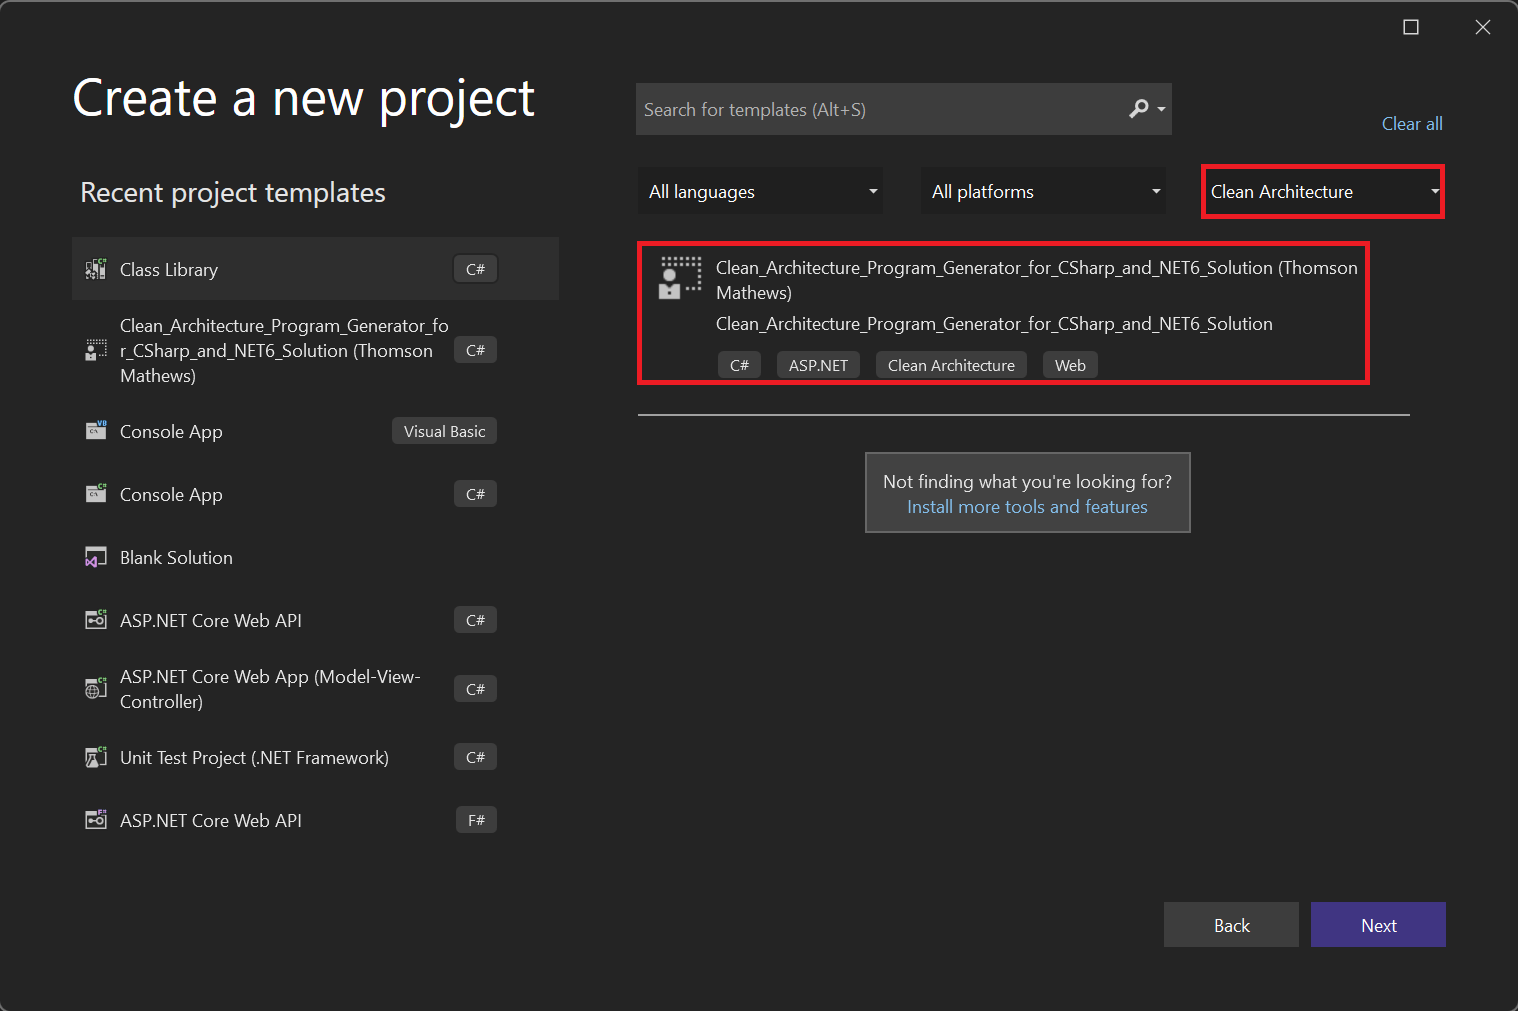 Create a new project
Search for templates (Alt+S)
Clear all
Recent project templates
All languages
All platforms
Clean Architecture
Class Library
C#
Clean_Architecture_Program_Generator_fo
r_CSharp_and_NET6_Solution (Thomson
Mathews)
C#
Console App
Visual Basic
Console App
C#
Blank Solution
ASP.NET Core Web API
C#
ASP.NET Core Web App (Model-View-
Controller)
C#
Unit Test Project (.NET Framework)
C#
ASP.NET Core Web API
F#
Clean_Architecture_Program_Generator_for_CSharp_and_NET6_Solution (Thomson
Mathews)
Clean_Architecture_Program_Generator_for_CSharp_and_NET6_Solution
C#
ASP.NET
Clean Architecture
Web
Not finding what you're looking for?
Install more tools and features
Back
Next